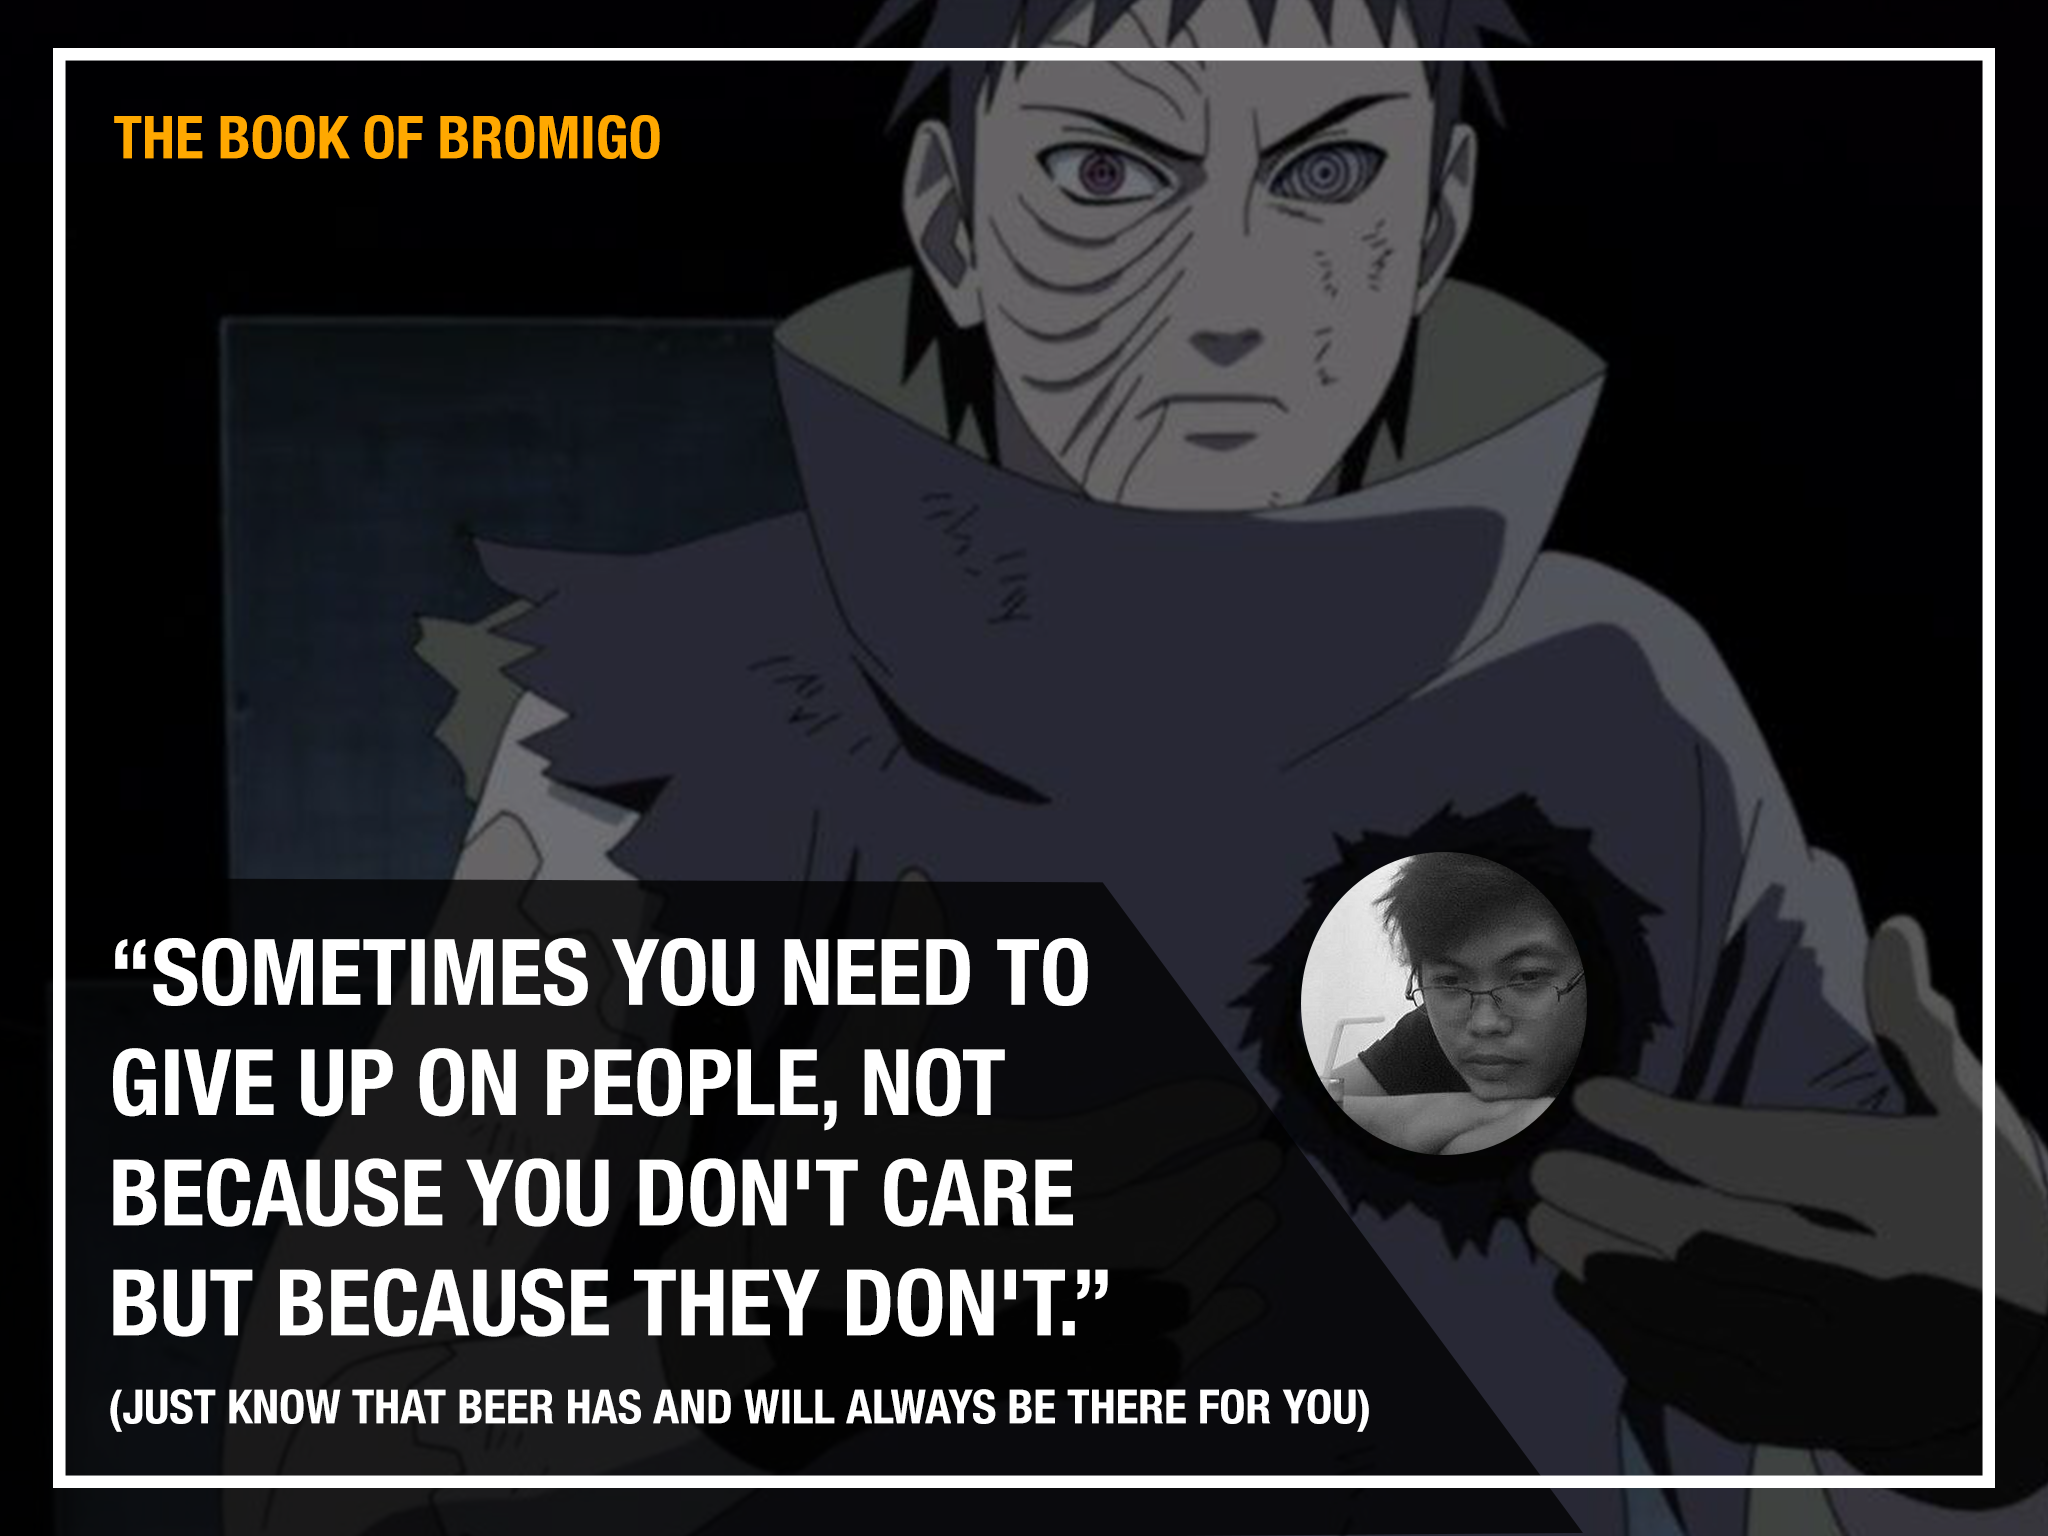 THE BOOK OF BROMIGO
“SOMETIMES YOU NEED TO
GIVE UP ON PEOPLE, NOT
BECAUSE YOU DON'T CARE
BUT BECAUSE THEY DON'T.”
(JUST KNOW THAT BEER HAS AND WILL ALWAYS BE THERE FOR YOU)